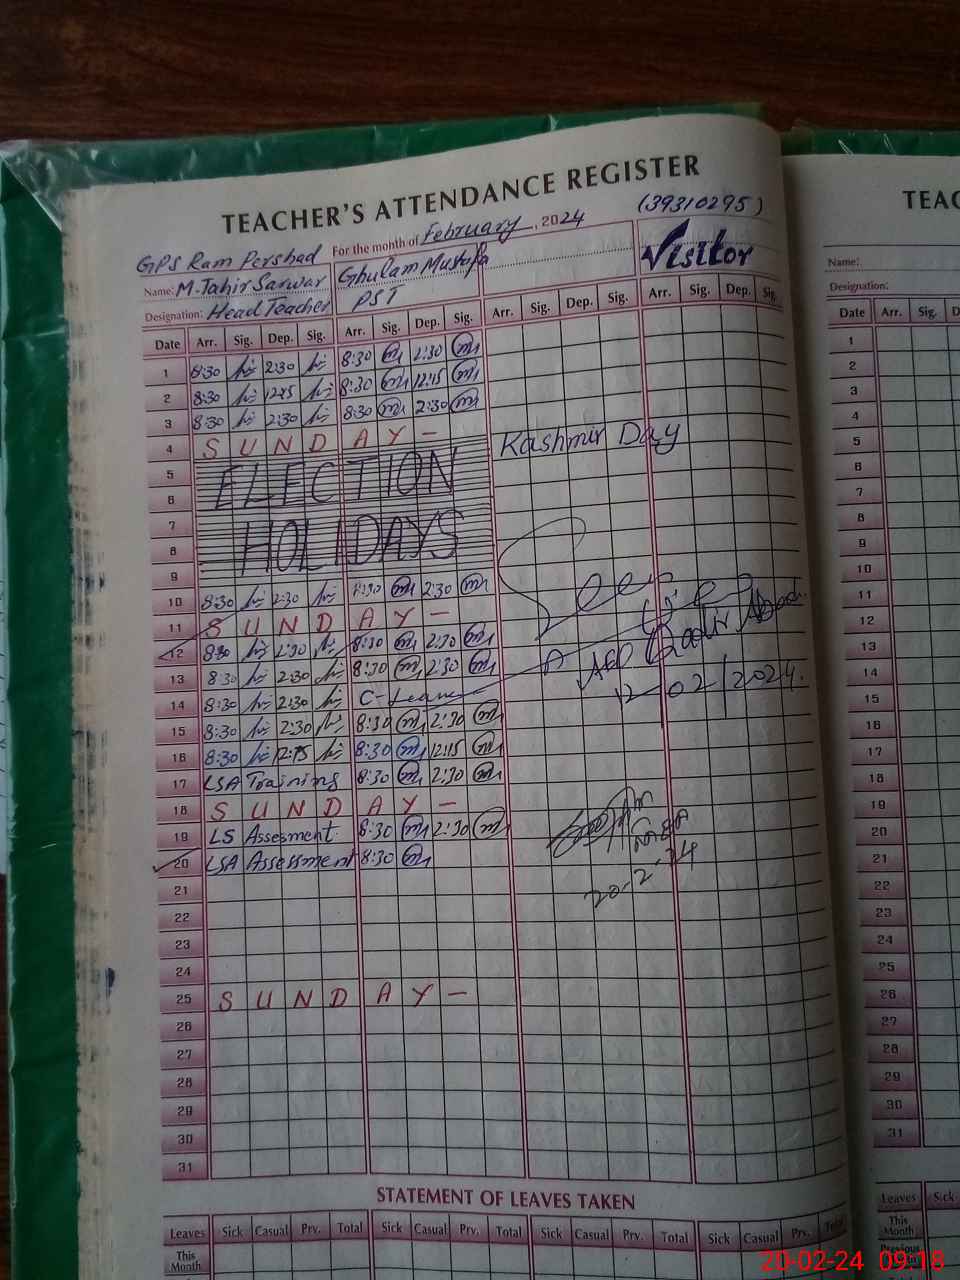 TEACHER'S ATTENDANCE REGISTER
(39310295)
GPS Ram Pershad For the month of February, 2024
Name: M. Tahir Sarwar Ghulam Mustafa Visitor
Designation: Head Teacher PST
Date Arr. Sig. Dep. Sig. Arr. Sig. Dep. Sig. Arr. Sig. Dep. Sig. Arr. Sig. Dep. Sig.
1 8:30 2:30 8:30 2:30
2 8:30 12:15 8:30 12:15
3 8:30 2:30 8:30 2:30
4 S U N D A Y –
5 ELECTION Kashmir Day
6
7 HOLIDAYS
8
9
10 8:30 2:30 8:30 2:30
11 S U N D A Y –
12 8:30 2:30 8:30 2:30
13 8:30 2:30 8:30 2:30
14 8:30 2:30 C-Leave
12/02/2024.
15 8:30 2:30 8:30 2:30
16 8:30 12:15 8:30 12:15
17 LSA Training 8:30 2:30
18 S U N D A Y –
19 LS Assesment 8:30 2:30
20 LSA Assessment 8:30
20-2-24
21
22
23
24
25 S U N D A Y –
26
27
28
29
30
31
STATEMENT OF LEAVES TAKEN
Leaves Sick Casual Prv. Total Sick Casual Prv. Total Sick Casual Prv. Total Sick Casual Prv. Total
This
Month
TEAC
Name:
Designation:
Date Arr. Sig. D
1
2
3
4
5
6
7
8
9
10
11
12
13
14
15
16
17
18
19
20
21
22
23
24
25
26
27
28
29
30
31
Leaves Sick
This
Month
Previous
20-02-24 09:18